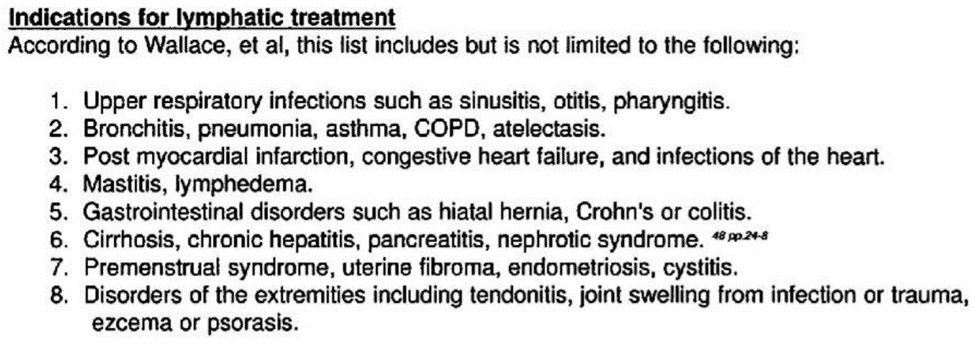 Indications for lymphatic treatment
According to Wallace, et al, this list includes but is not limited to the following:
1. Upper respiratory infections such as sinusitis, otitis, pharyngitis.
2. Bronchitis, pneumonia, asthma, COPD, atelectasis.
3. Post myocardial infarction, congestive heart failure, and infections of the heart.
4. Mastitis, lymphedema.
5. Gastrointestinal disorders such as hiatal hernia, Crohn's or colitis.
6. Cirrhosis, chronic hepatitis, pancreatitis, nephrotic syndrome. 48 pp.24-8
7. Premenstrual syndrome, uterine fibroma, endometriosis, cystitis.
8. Disorders of the extremities including tendonitis, joint swelling from infection or trauma,
ezcema or psorasis.